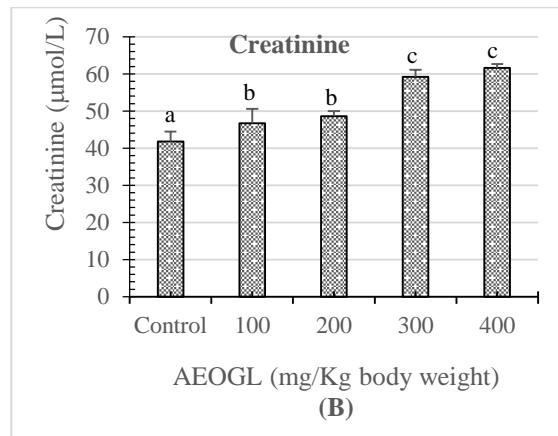 Creatinine
Creatinine (µmol/L)
70
60
50
40
30
20
10
0
a
b
b
c
c
Control 100 200 300 400
AEOGL (mg/Kg body weight)
(B)